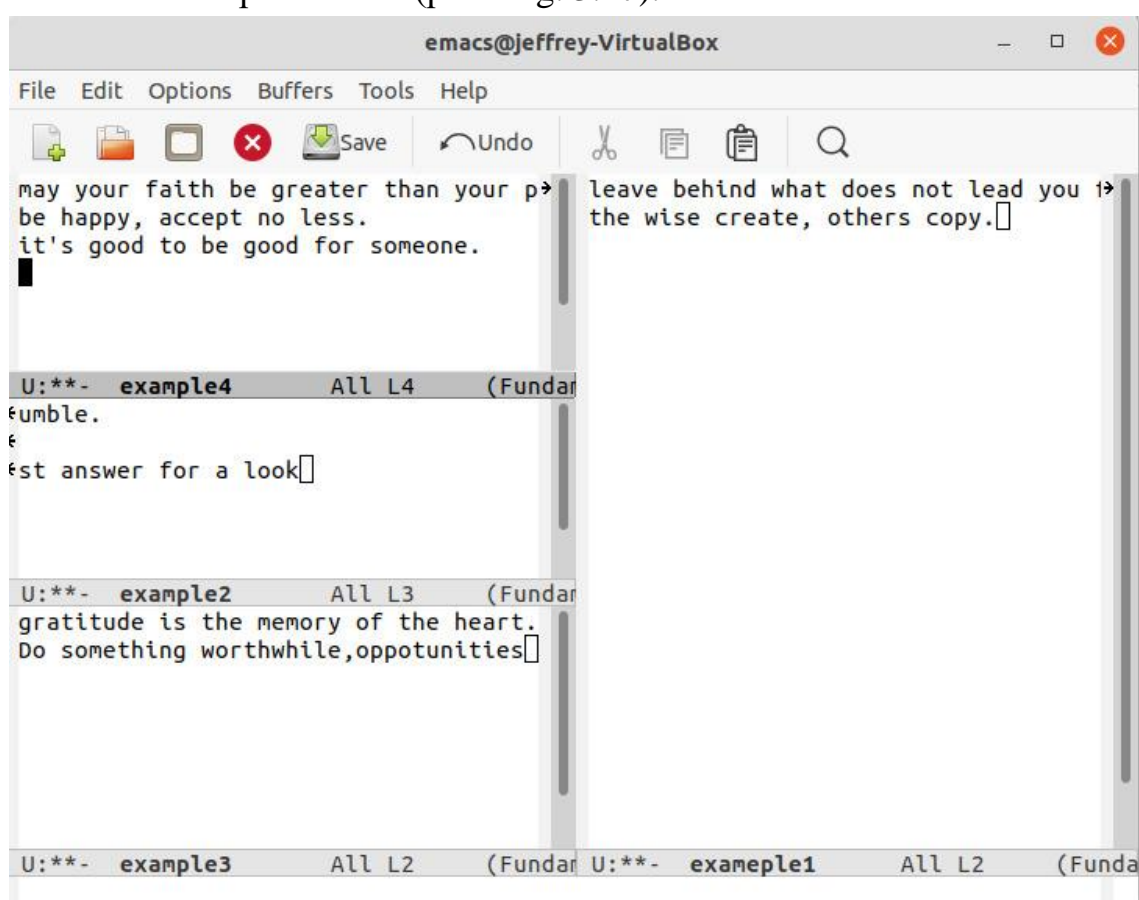 emacs@jeffrey-VirtualBox
File Edit Options Buffers Tools Help
Save Undo
may your faith be greater than your p
be happy, accept no less.
it's good to be good for someone.
U:**- example4 All L4 (Fundam
umble.
st answer for a look
U:**- example2 All L3 (Fundam
gratitude is the memory of the heart.
Do something worthwhile,oppotunities
U:**- example3 All L2 (Fundam
leave behind what does not lead you
the wise create, others copy.
U:**- exameple1 All L2 (Funda